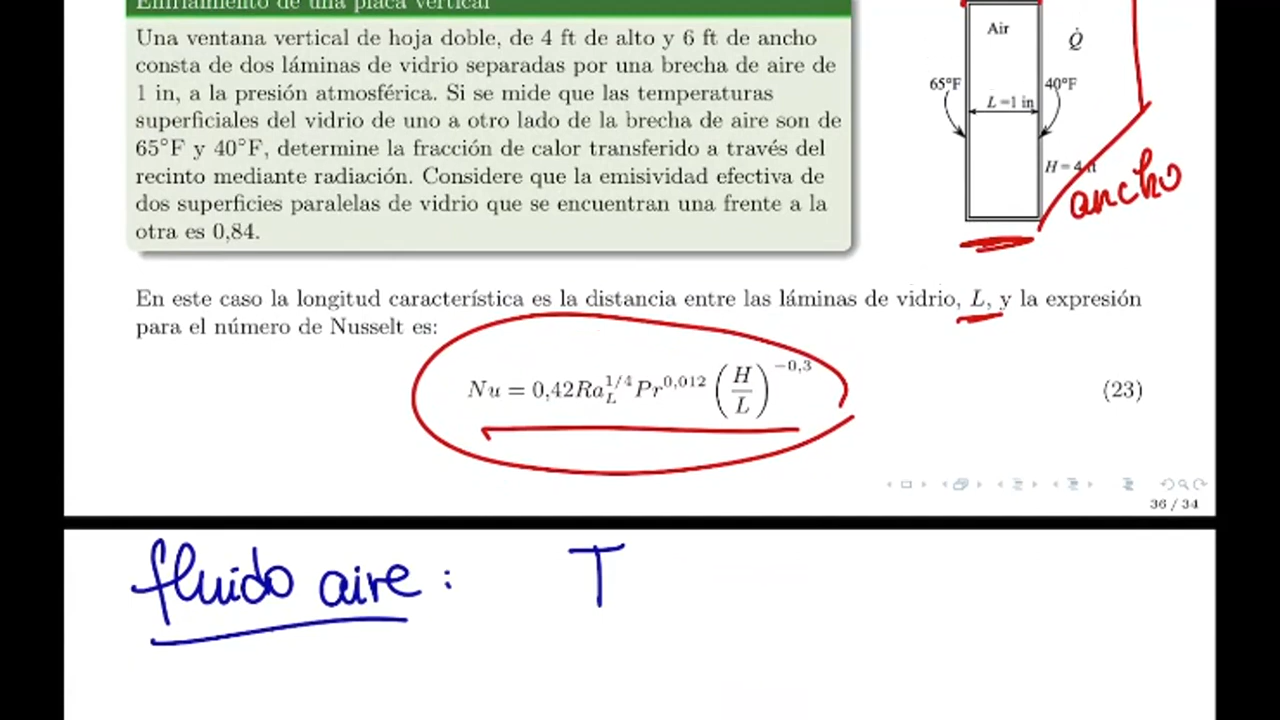 Enfriamiento de una placa vertical
Una ventana vertical de hoja doble, de 4 ft de alto y 6 ft de ancho
consta de dos láminas de vidrio separadas por una brecha de aire de
1 in, a la presión atmosférica. Si se mide que las temperaturas
superficiales del vidrio de uno a otro lado de la brecha de aire son de
65°F y 40°F, determine la fracción de calor transferido a través del
recinto mediante radiación. Considere que la emisividad efectiva de
dos superficies paralelas de vidrio que se encuentran una frente a la
otra es 0,84.
Air
Q̇
65°F
40°F
L = 1 in
H = 4 ft
ancho
En este caso la longitud característica es la distancia entre las láminas de vidrio, L, y la expresión
para el número de Nusselt es:
Nu = 0,42Ra_L^{1/4} Pr^{0,012} (H/L)^{-0,3}
(23)
36 / 34
fluido aire : T